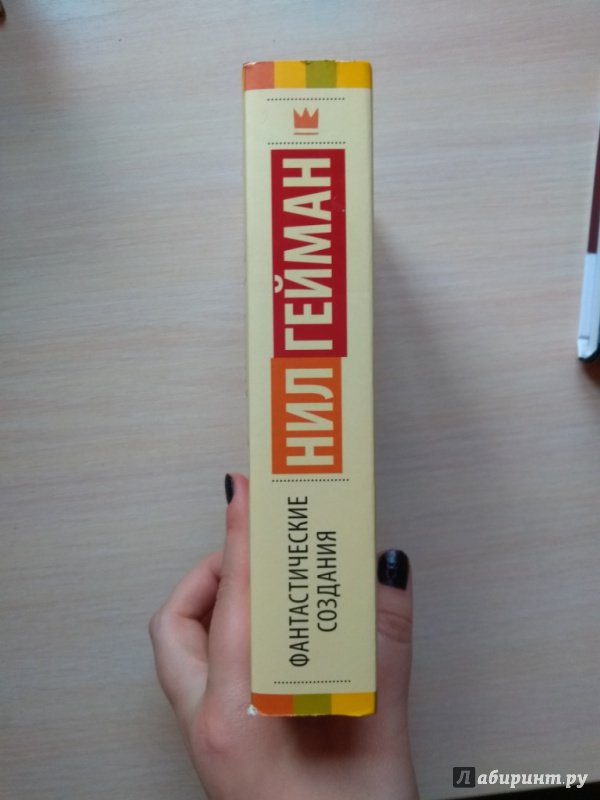 НИЛ ГЕЙМАН
ФАНТАСТИЧЕСКИЕ
СОЗДАНИЯ
Лабиринт.ру